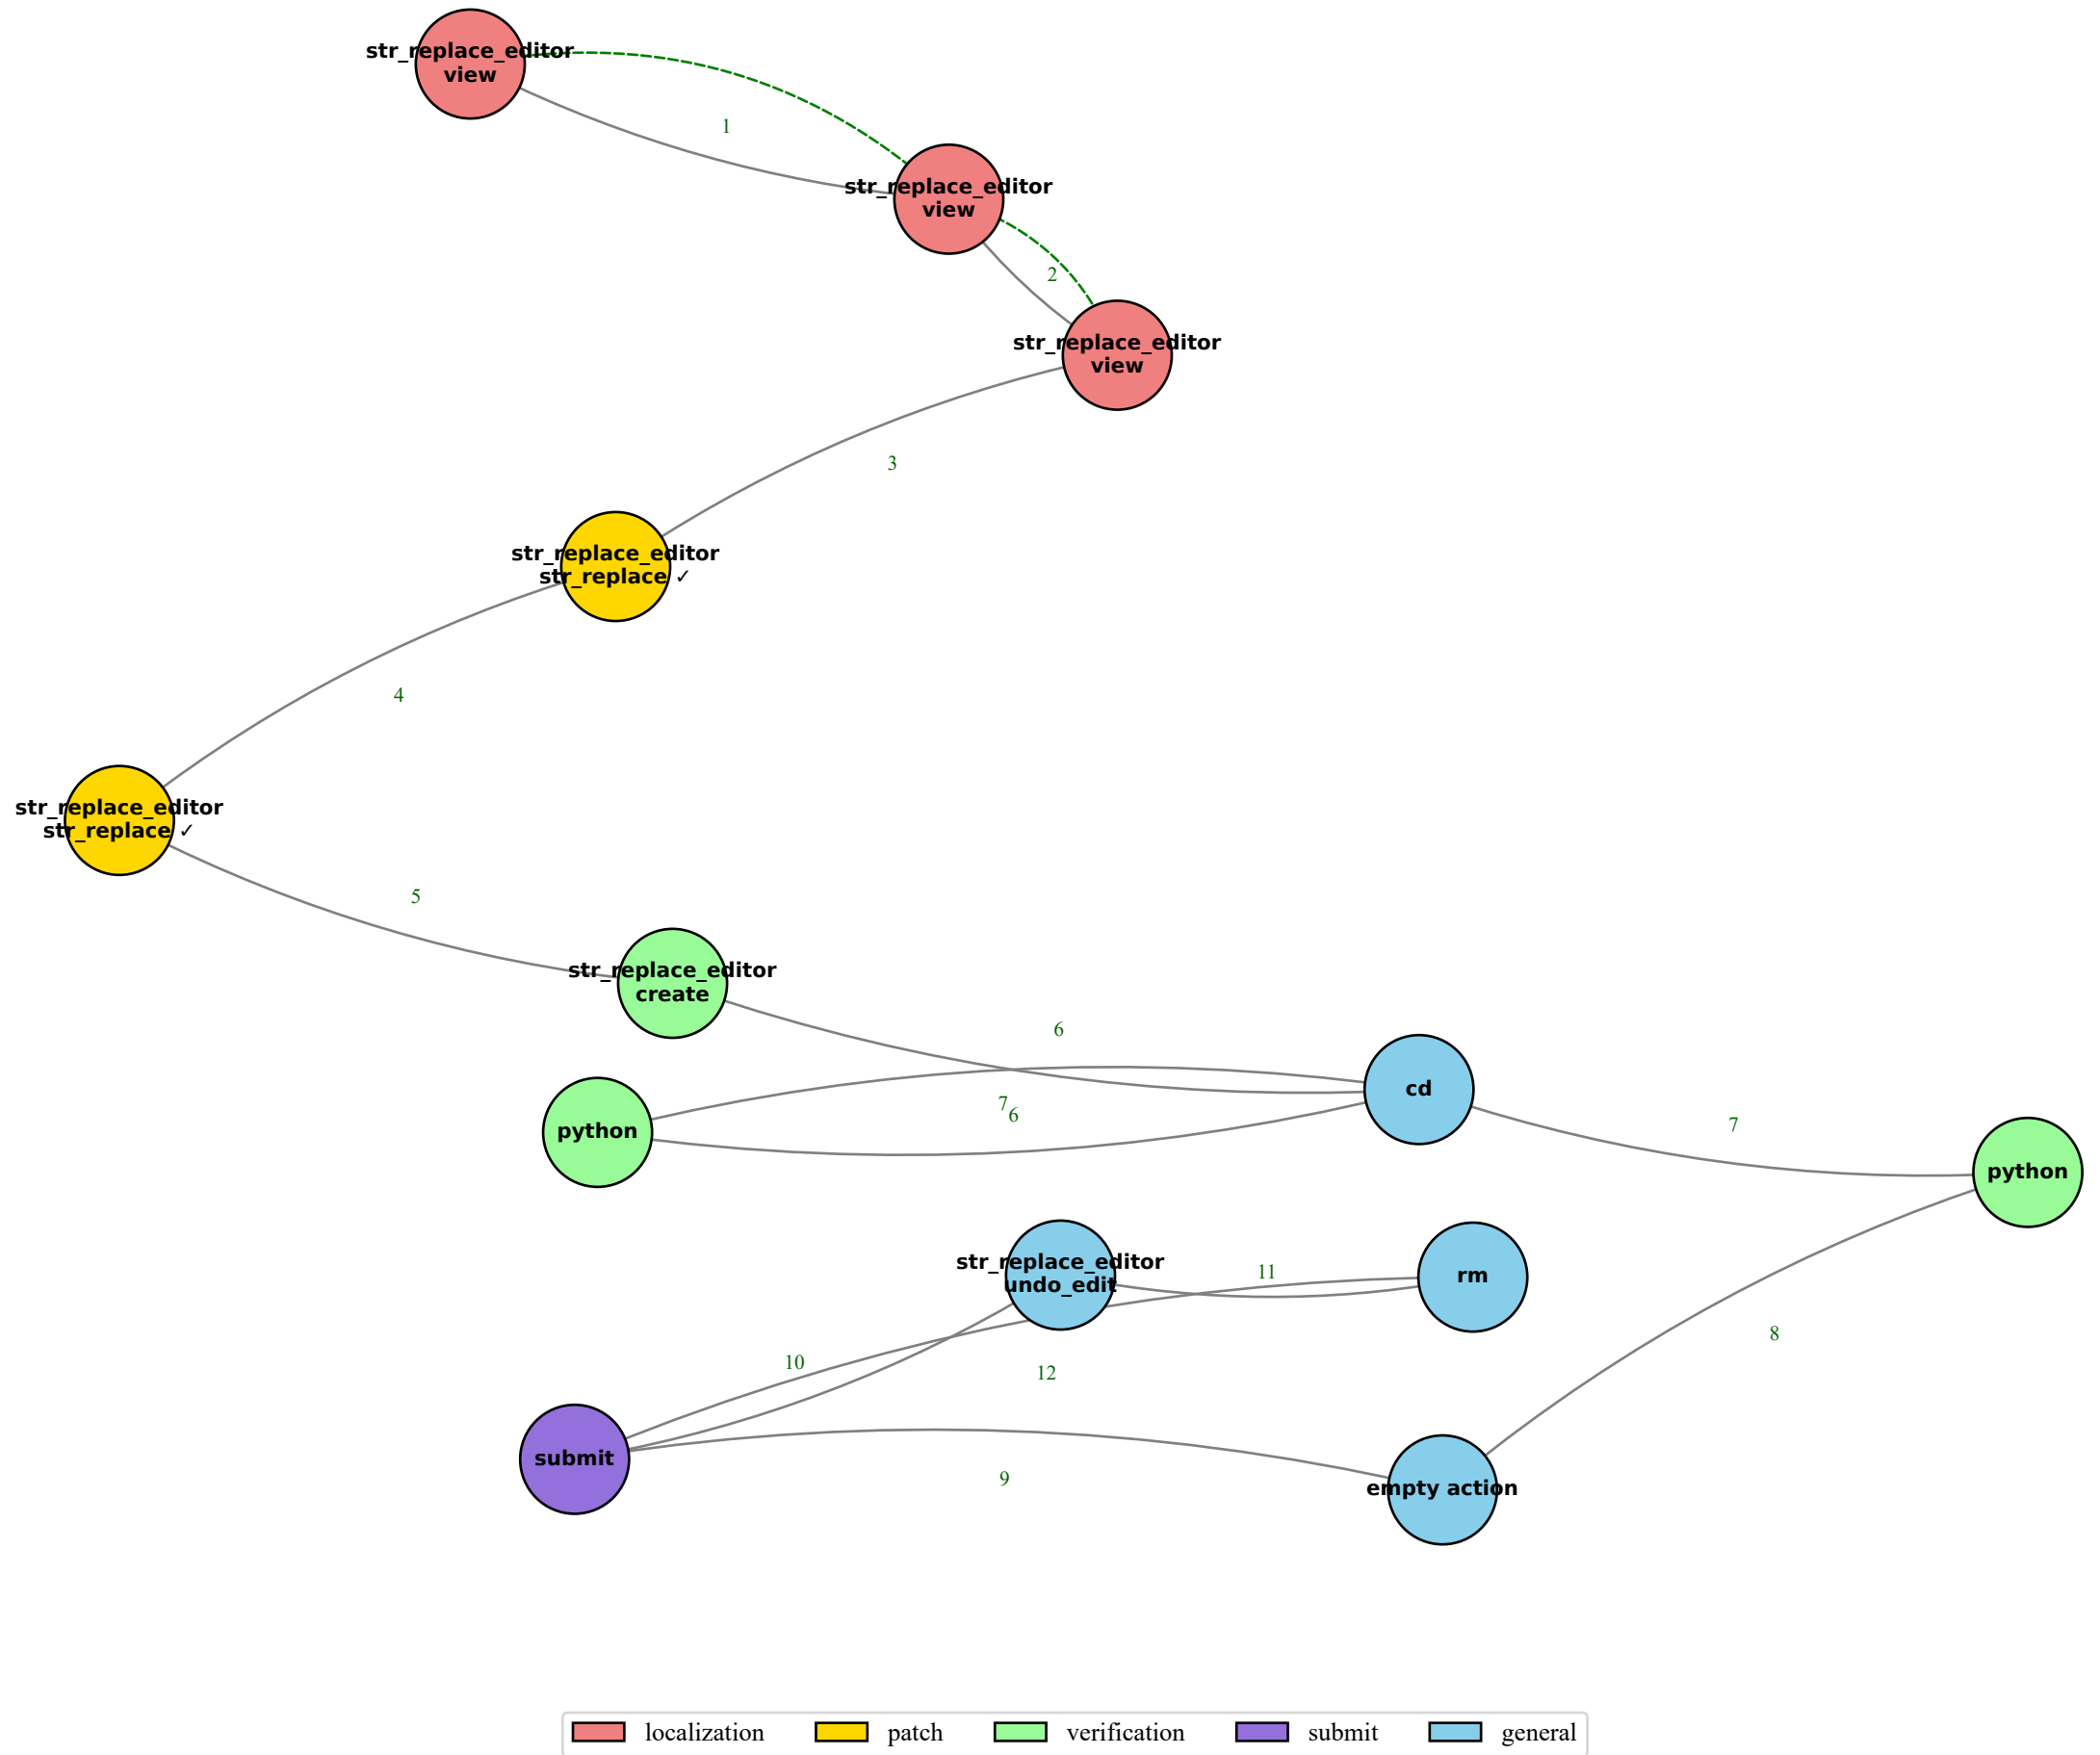 str_replace_editor
view
1
str_replace_editor
view
2
str_replace_editor
view
3
str_replace_editor
str_replace ✓
4
str_replace_editor
str_replace ✓
5
str_replace_editor
create
6
cd
7
6
python
7
python
str_replace_editor
undo_edit
11
rm
8
10
12
submit
9
empty action
localization
patch
verification
submit
general